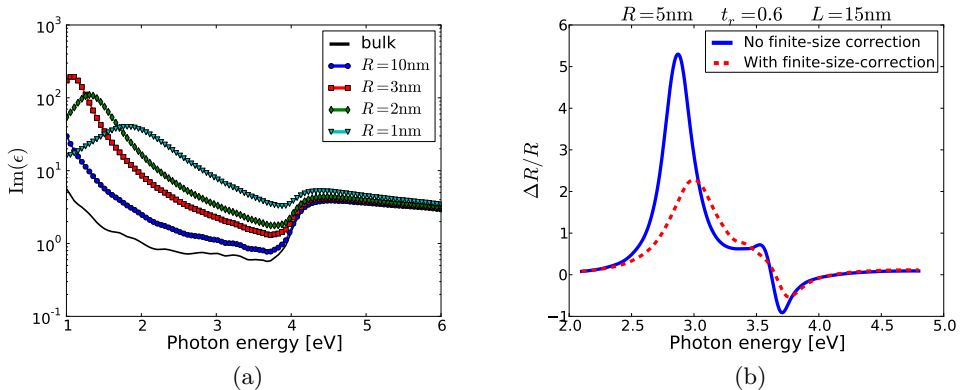 R=5nm t_r=0.6 L=15nm
10^3
10^2
10^1
10^0
10^-1
Im(ϵ)
bulk
R=10nm
R=3nm
R=2nm
R=1nm
1 2 3 4 5 6
Photon energy [eV]
(a)
6
5
4
3
2
1
0
−1
ΔR/R
No finite-size correction
With finite-size-correction
2.0 2.5 3.0 3.5 4.0 4.5 5.0
Photon energy [eV]
(b)